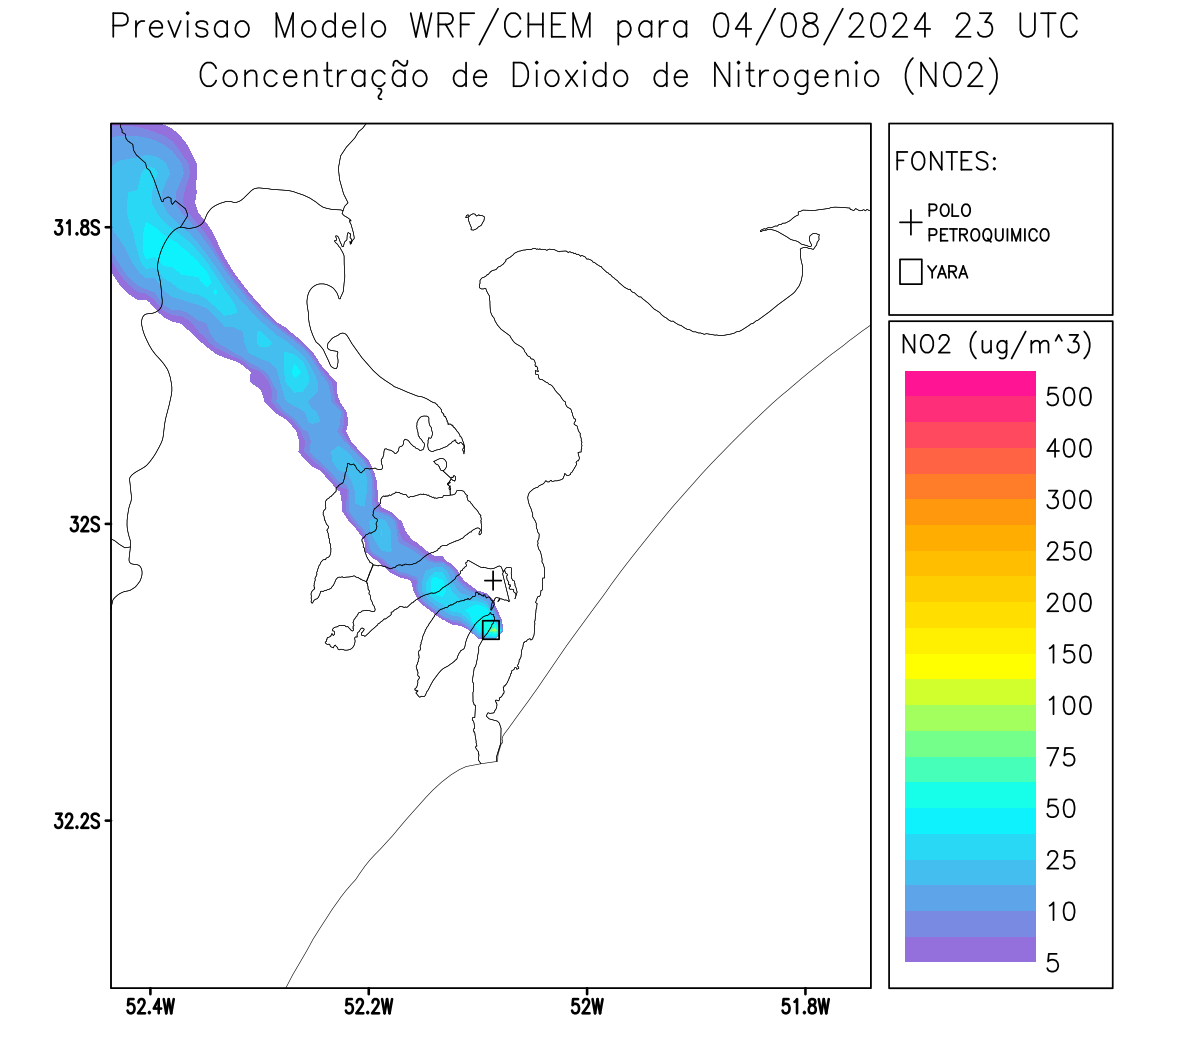 Previsao Modelo WRF/CHEM para 04/08/2024 23 UTC
Concentração de Dioxido de Nitrogenio (NO2)
FONTES:
POLO
PETROQUIMICO
YARA
NO2 (ug/m^3)
500
400
300
250
200
150
100
75
50
25
10
5
31.8S
32S
32.2S
52.4W
52.2W
52W
51.8W